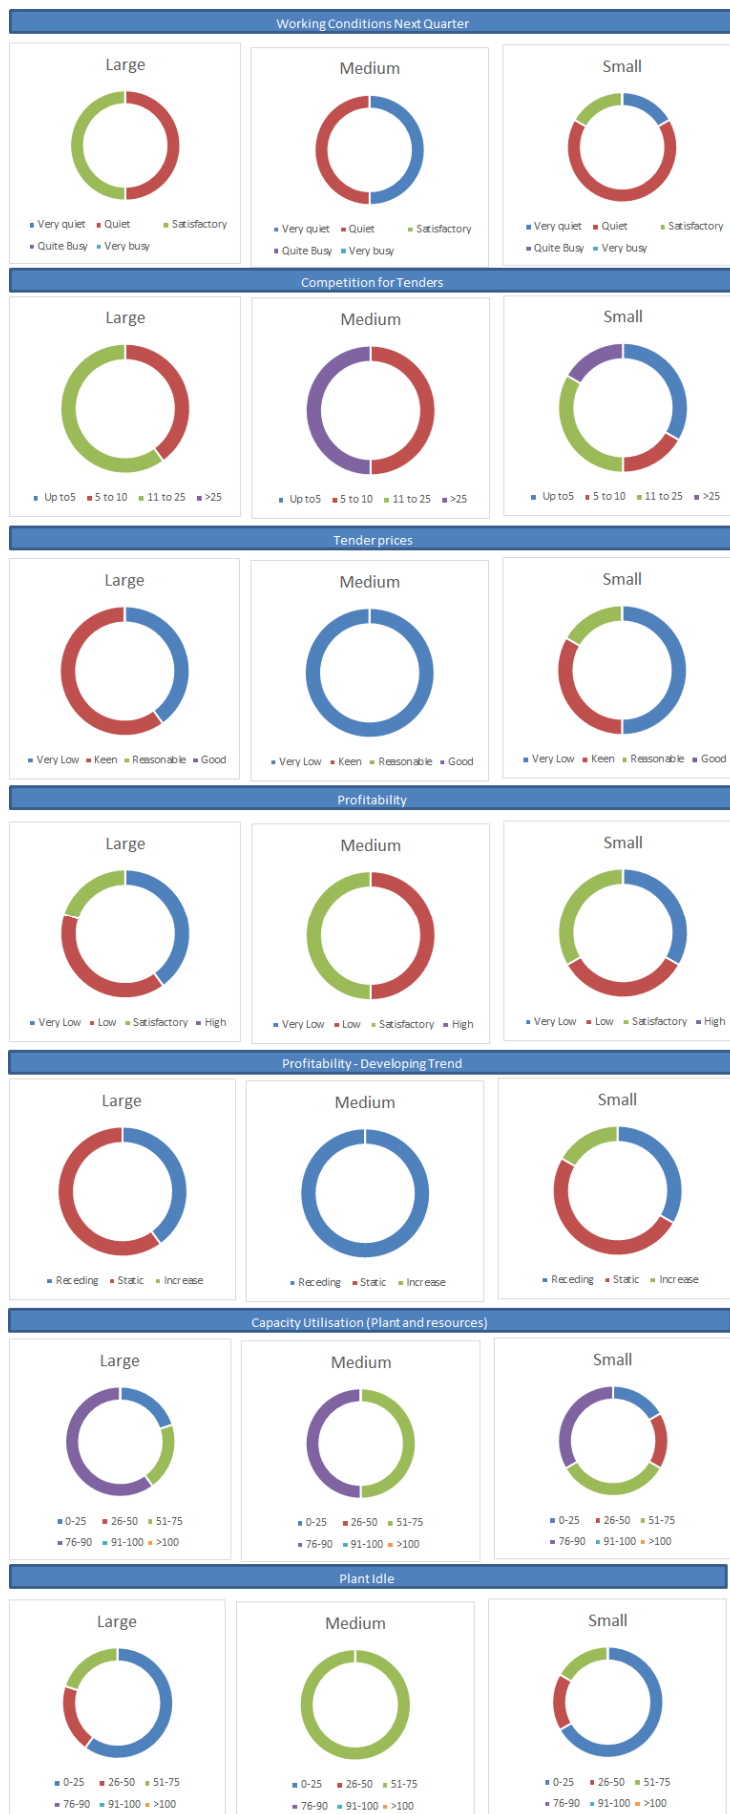 Working Conditions Next Quarter
Large
Medium
Small
Very quiet Quiet Satisfactory
Quite Busy Very busy
Very quiet Quiet Satisfactory
Quite Busy Very busy
Very quiet Quiet Satisfactory
Quite Busy Very busy
Competition for Tenders
Large
Medium
Small
Up to5 5 to 10 11 to 25 >25
Up to5 5 to 10 11 to 25 >25
Up to5 5 to 10 11 to 25 >25
Tender prices
Large
Medium
Small
Very Low Keen Reasonable Good
Very Low Keen Reasonable Good
Very Low Keen Reasonable Good
Profitability
Large
Medium
Small
Very Low Low Satisfactory High
Very Low Low Satisfactory High
Very Low Low Satisfactory High
Profitability - Developing Trend
Large
Medium
Small
Receding Static Increase
Receding Static Increase
Receding Static Increase
Capacity Utilisation (Plant and resources)
Large
Medium
Small
0-25 26-50 51-75
76-90 91-100 >100
0-25 26-50 51-75
76-90 91-100 >100
0-25 26-50 51-75
76-90 91-100 >100
Plant Idle
Large
Medium
Small
0-25 26-50 51-75
76-90 91-100 >100
0-25 26-50 51-75
76-90 91-100 >100
0-25 26-50 51-75
76-90 91-100 >100